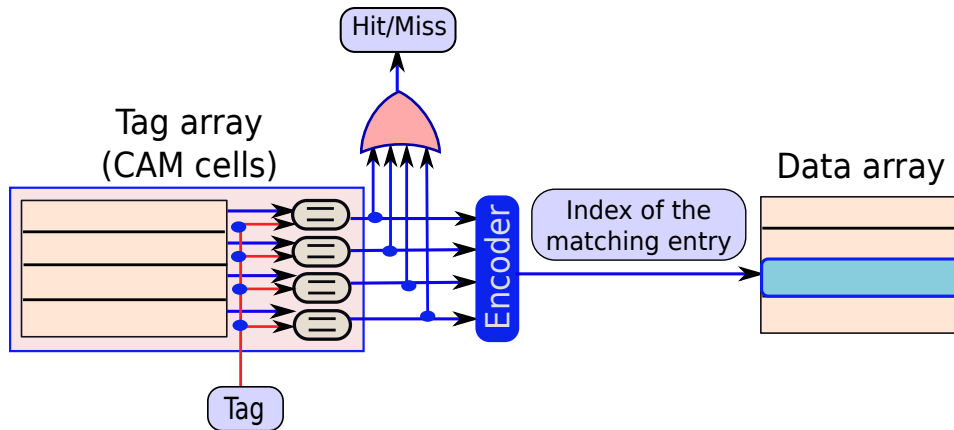 Hit/Miss
Tag array
(CAM cells)
Data array
Encoder
Index of the
matching entry
Tag